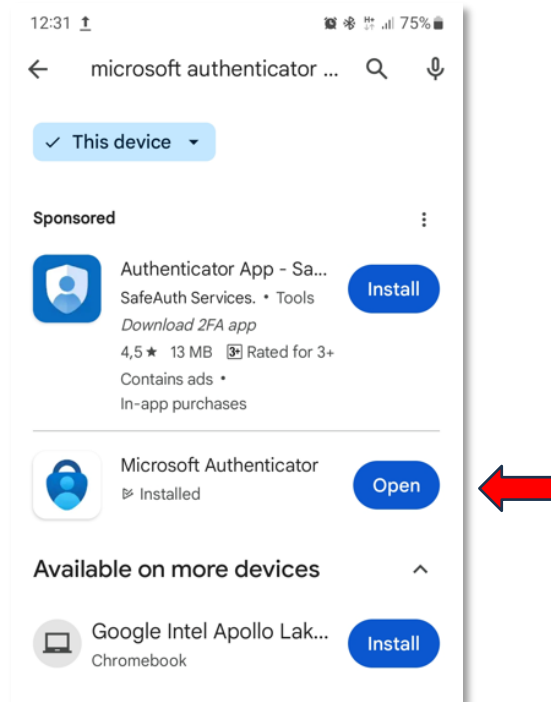 12:31
H+ 75%
microsoft authenticator ...
This device
Sponsored
Authenticator App - Sa...
Install
SafeAuth Services. • Tools
Download 2FA app
4,5★ 13 MB 3+ Rated for 3+
Contains ads •
In-app purchases
Microsoft Authenticator
Installed
Open
Available on more devices
Google Intel Apollo Lak...
Install
Chromebook